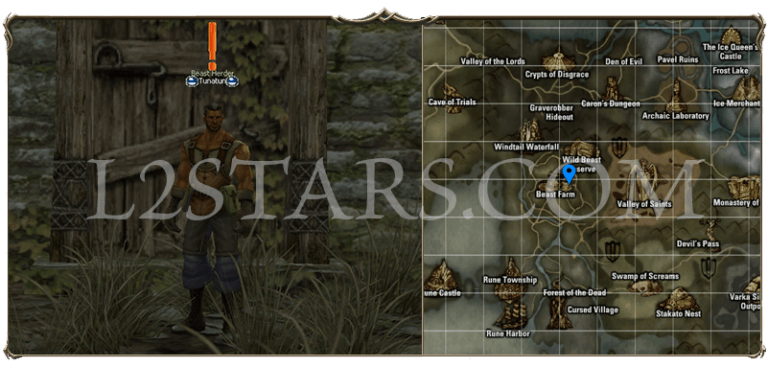 Beast Herder
Tunatun
L2STARS.COM
Valley of the Lords
Crypts of Disgrace
Den of Evil
Pavel Ruins
The Ice Queen's
Castle
Frost Lake
Cave of Trials
Graverobber
Hideout
Caron's Dungeon
Archaic Laboratory
Ice Merchant
Windtail Waterfall
Wild Beast
serve
Beast Farm
Valley of Saints
Monastery of
Devil's Pass
une Castle
Rune Township
Forest of the Dead
Swamp of Screams
Cursed Village
Stakato Nest
Varka Si
Outpo
Rune Harbor